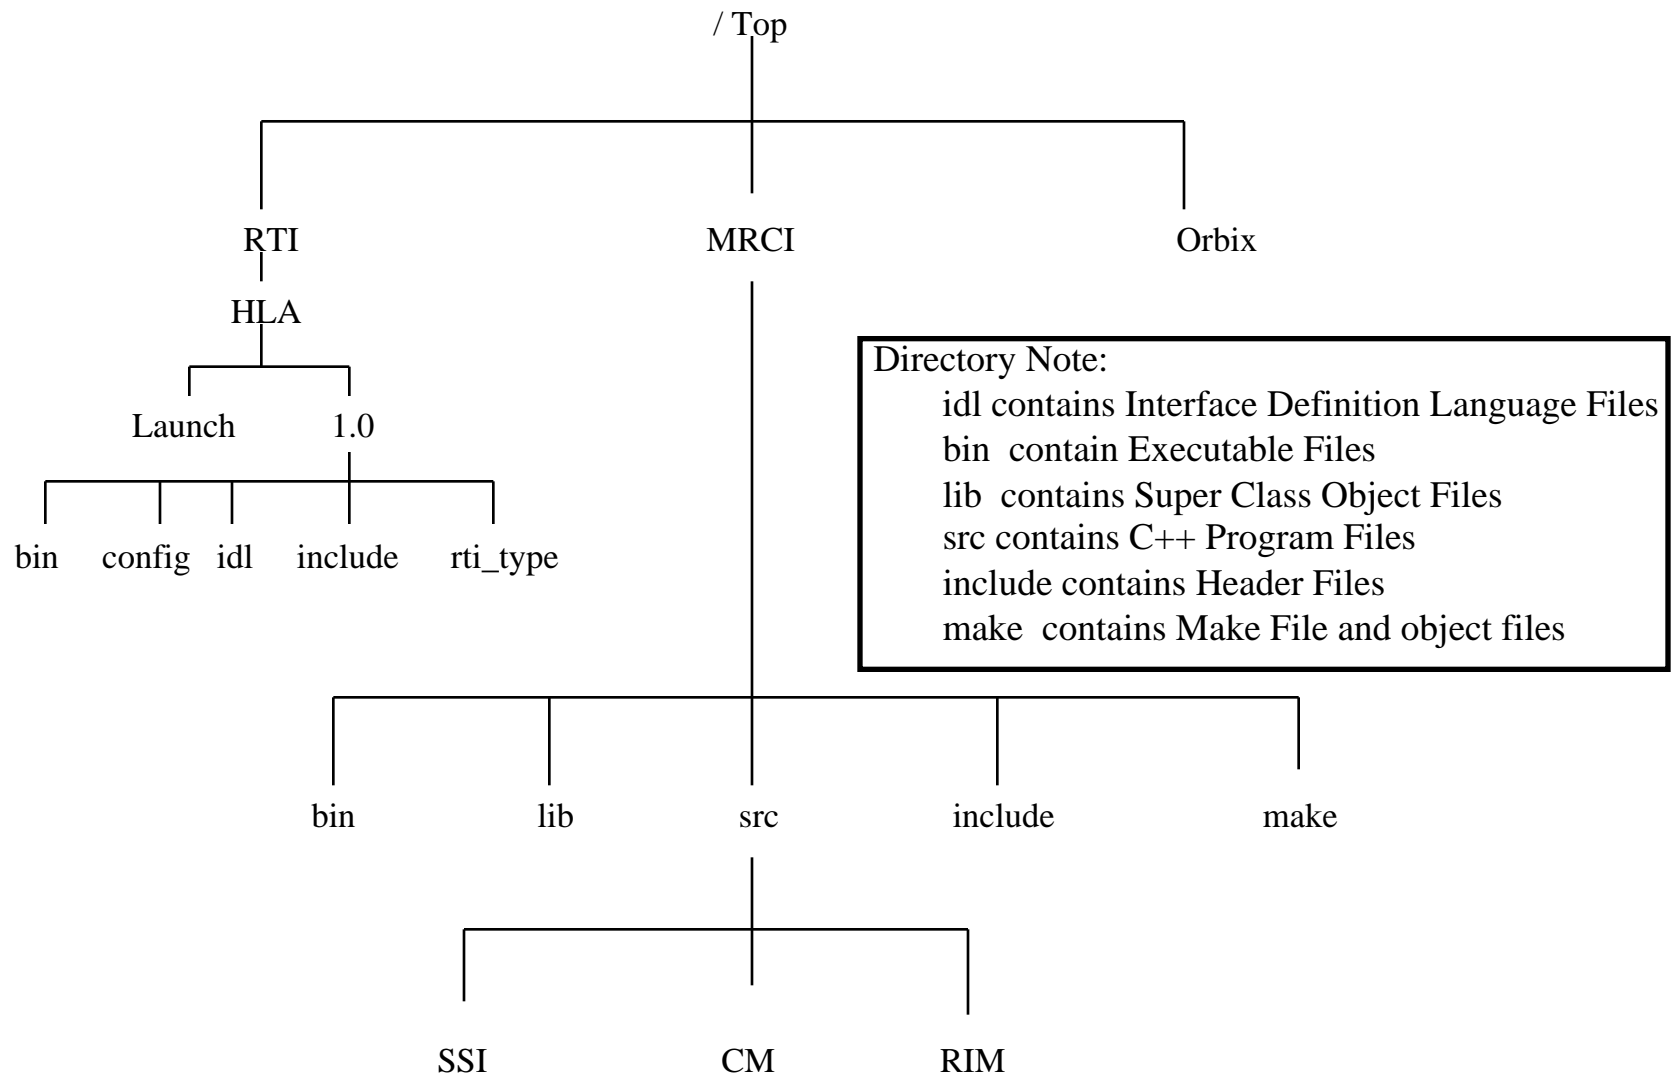 / Top
RTI MRCI Orbix
HLA
Directory Note:
idl contains Interface Definition Language Files
bin  contain Executable Files
lib  contains Super Class Object Files
src contains C++ Program Files
include contains Header Files
make  contains Make File and object files
Launch 1.0
bin config idl include rti_type
bin lib src include make
SSI CM RIM